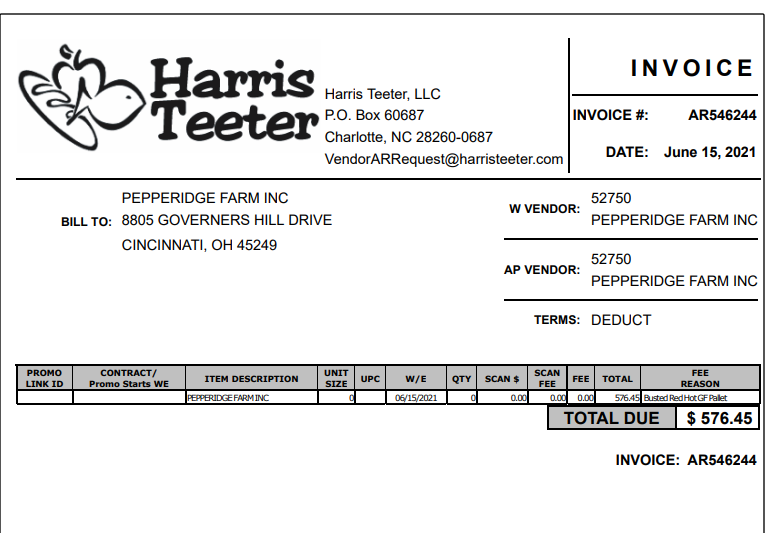 Harris
Teeter
Harris Teeter, LLC
P.O. Box 60687
Charlotte, NC 28260-0687
VendorARRequest@harristeeter.com
INVOICE
INVOICE #: AR546244
DATE: June 15, 2021
BILL TO:
PEPPERIDGE FARM INC
8805 GOVERNERS HILL DRIVE
CINCINNATI, OH 45249
W VENDOR: 52750
PEPPERIDGE FARM INC
AP VENDOR: 52750
PEPPERIDGE FARM INC
TERMS: DEDUCT
PROMO LINK ID CONTRACT/ Promo Starts WE ITEM DESCRIPTION UNIT SIZE UPC W/E QTY SCAN $ SCAN FEE FEE TOTAL FEE REASON
PEPPERIDGE FARM INC 0 06/15/2021 0 0.00 0.00 0.00 576.45 Busted Red Hot GF Pallet
TOTAL DUE $ 576.45
INVOICE: AR546244